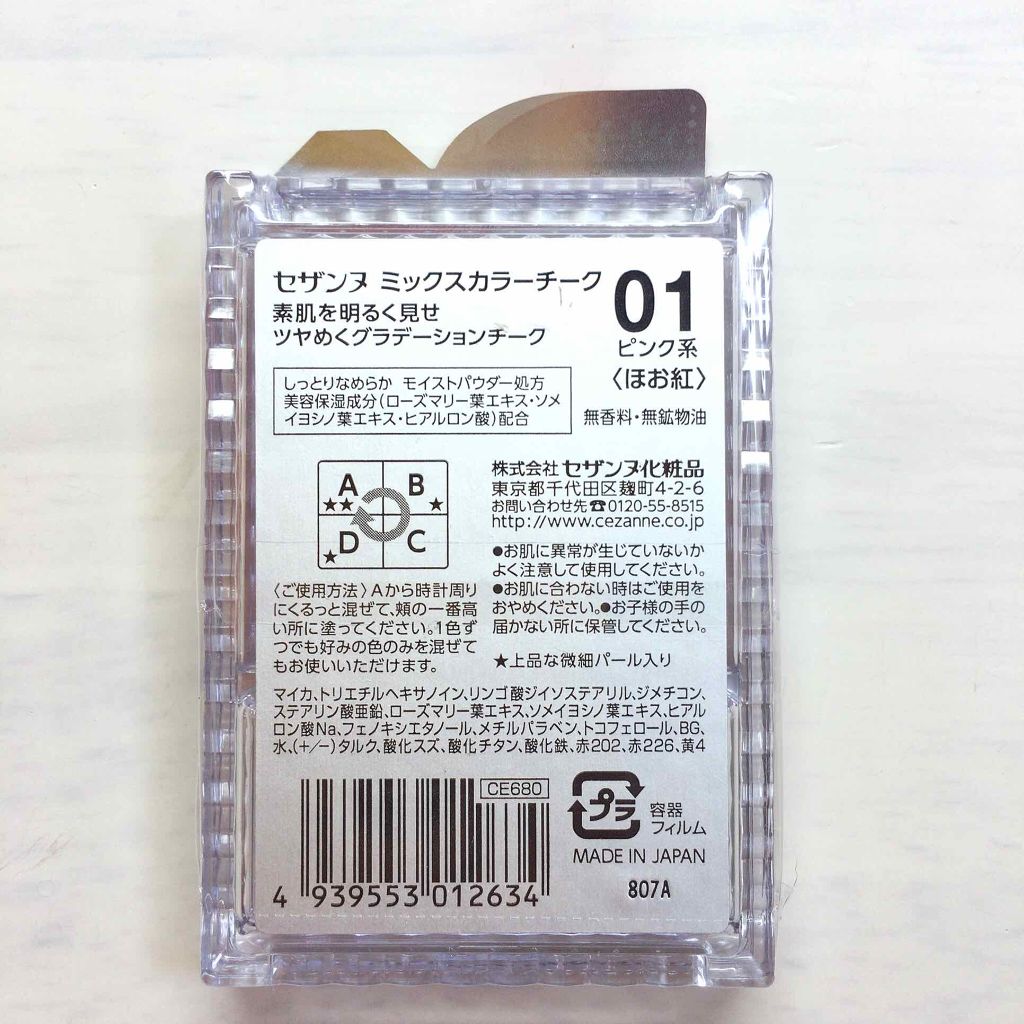 セザンヌ ミックスカラーチーク
素肌を明るく見せ
ツヤめくグラデーションチーク
01
ピンク系
〈ほお紅〉
しっとりなめらか モイストパウダー処方
美容保湿成分(ローズマリー葉エキス・ソメ
イヨシノ葉エキス・ヒアルロン酸)配合
無香料・無鉱物油
A B
★★ ★
D C
★
〈ご使用方法〉Aから時計周り
にくるっと混ぜて、頬の一番高
い所に塗ってください。1色ず
つでも好みの色のみを混ぜて
もお使いいただけます。
株式会社 セザンヌ化粧品
東京都千代田区麹町4-2-6
お問い合わせ先☎0120-55-8515
http://www.cezanne.co.jp
●お肌に異常が生じていないか
よく注意して使用してください。
●お肌に合わない時はご使用を
おやめください。●お子様の手の
届かない所に保管してください。
★上品な微細パール入り
マイカ、トリエチルヘキサノイン、リンゴ酸ジイソステアリル、ジメチコン、
ステアリン酸亜鉛、ローズマリー葉エキス、ソメイヨシノ葉エキス、ヒアル
ロン酸Na、フェノキシエタノール、メチルパラベン、トコフェロール、BG、
水、(+/−)タルク、酸化スズ、酸化チタン、酸化鉄、赤202、赤226、黄4
CE680
4 939553 012634
プラ
容器
フィルム
MADE IN JAPAN
807A